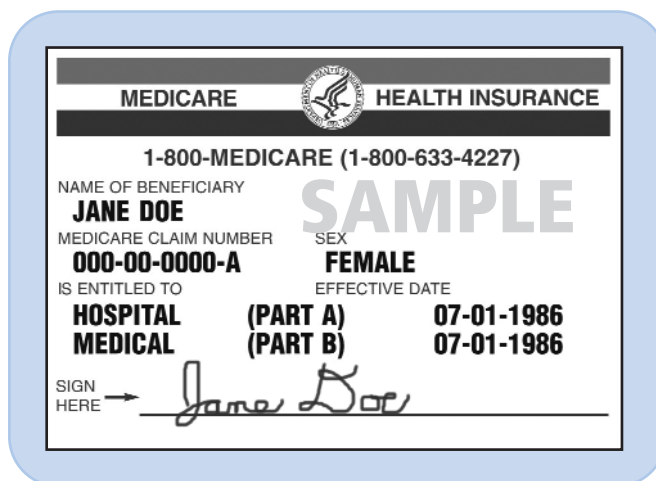 MEDICARE HEALTH INSURANCE
1-800-MEDICARE (1-800-633-4227)
NAME OF BENEFICIARY
JANE DOE
SAMPLE
MEDICARE CLAIM NUMBER SEX
000-00-0000-A FEMALE
IS ENTITLED TO EFFECTIVE DATE
HOSPITAL (PART A) 07-01-1986
MEDICAL (PART B) 07-01-1986
SIGN
HERE Jane Doe